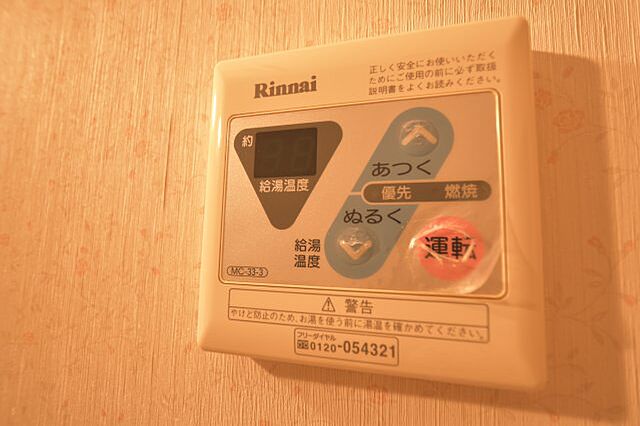 Rinnai
正しく安全にお使いいただく
ためにご使用の前に必ず取扱
説明書をよくお読みください。
約
給湯温度
あつく
優先 燃焼
ぬるく
給湯
温度
運転
MC-33-3
⚠ 警告
やけど防止のため、お湯を使う前に湯温を確かめてください。
フリーダイヤル
0120-054321